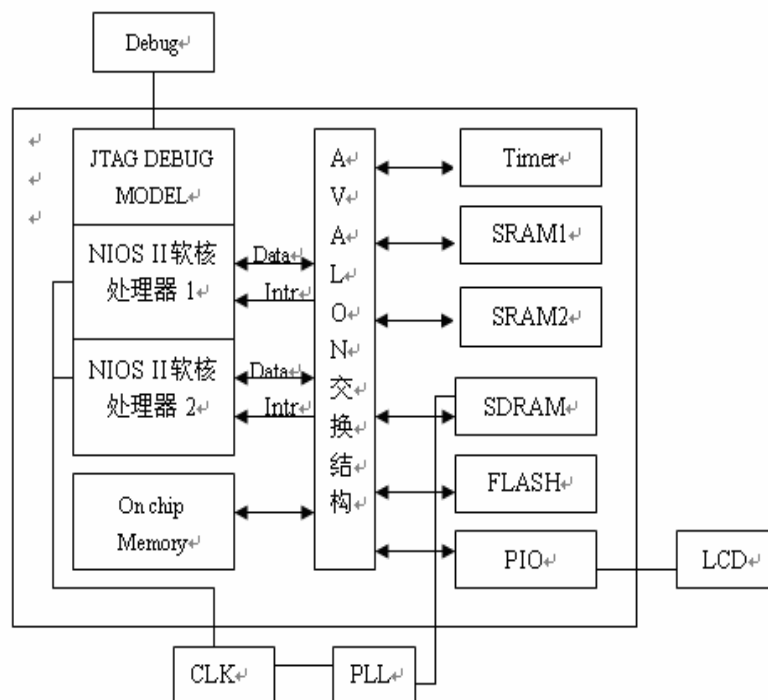 Debug
JTAG DEBUG
MODEL
NIOS II软核
处理器 1
NIOS II软核
处理器 2
On chip
Memory
Data
Intr
Data
Intr
A
V
A
L
O
N
交
换
结
构
Timer
SRAM1
SRAM2
SDRAM
FLASH
PIO
LCD
CLK
PLL